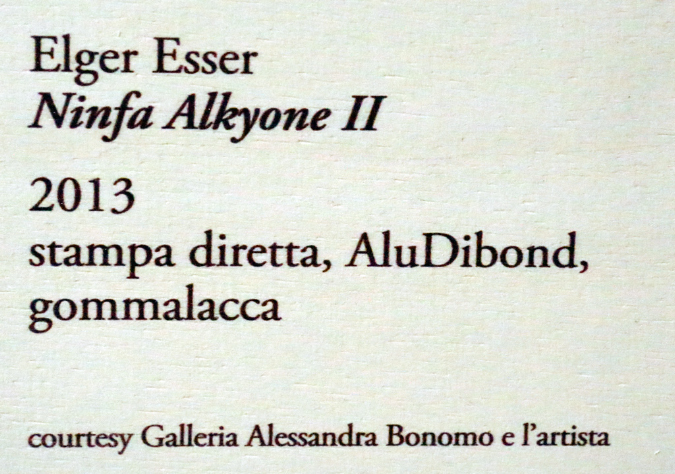 Elger Esser
Ninfa Alkyone II
2013
stampa diretta, AluDibond,
gommalacca
courtesy Galleria Alessandra Bonomo e l'artista